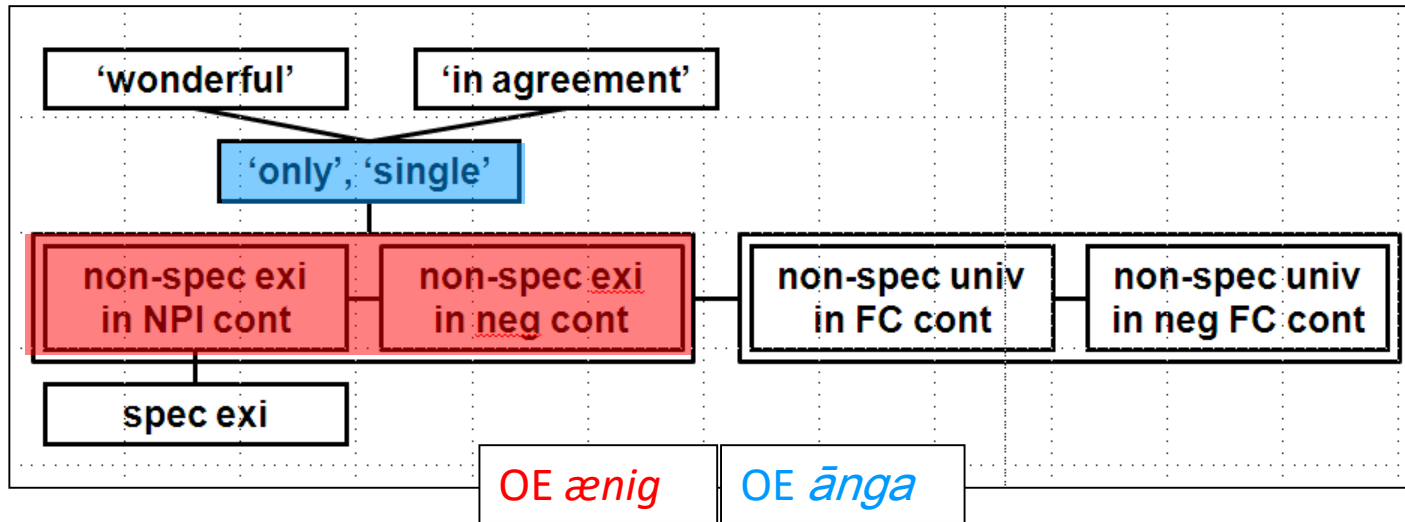 ‘wonderful’ ‘in agreement’
‘only’, ‘single’
non-spec exi non-spec exi non-spec univ non-spec univ
in NPI cont in neg cont in FC cont in neg FC cont
spec exi
OE ænig OE ānga